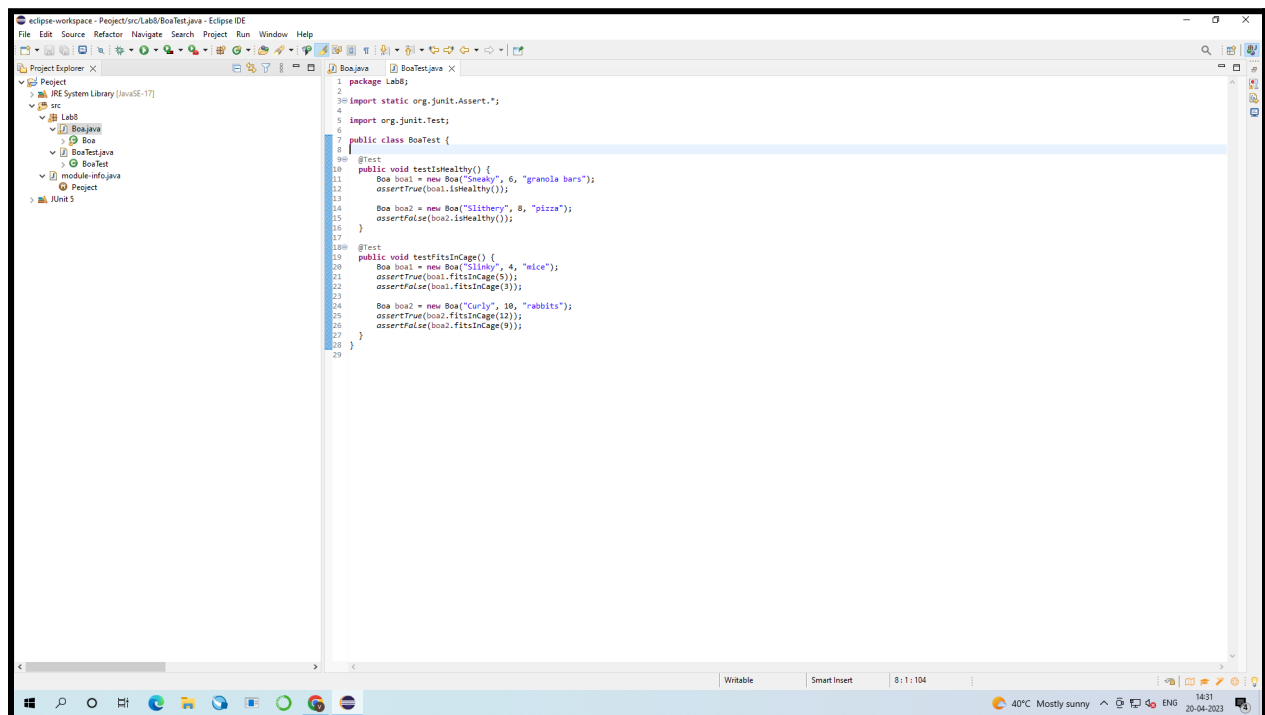 eclipse-workspace - Peoject/src/Lab8/BoaTest.java - Eclipse IDE
File Edit Source Refactor Navigate Search Project Run Window Help
Project Explorer
Peoject
JRE System Library [JavaSE-17]
src
Lab8
Boa.java
Boa
BoaTest.java
BoaTest
module-info.java
Peoject
JUnit 5
Boa.java BoaTest.java
1 package Lab8;
2
3 import static org.junit.Assert.*;
4
5 import org.junit.Test;
6
7 public class BoaTest {
8
9 @Test
10 public void testIsHealthy() {
11 Boa boa1 = new Boa("Sneaky", 6, "granola bars");
12 assertTrue(boa1.isHealthy());
13
14 Boa boa2 = new Boa("Slithery", 8, "pizza");
15 assertFalse(boa2.isHealthy());
16 }
17
18 @Test
19 public void testFitsInCage() {
20 Boa boa1 = new Boa("Slinky", 4, "mice");
21 assertTrue(boa1.fitsInCage(5));
22 assertFalse(boa1.fitsInCage(3));
23
24 Boa boa2 = new Boa("Curly", 10, "rabbits");
25 assertTrue(boa2.fitsInCage(12));
26 assertFalse(boa2.fitsInCage(9));
27 }
28 }
29
Writable Smart Insert 8 : 1 : 104
40°C Mostly sunny ENG 14:31
20-04-2023
4